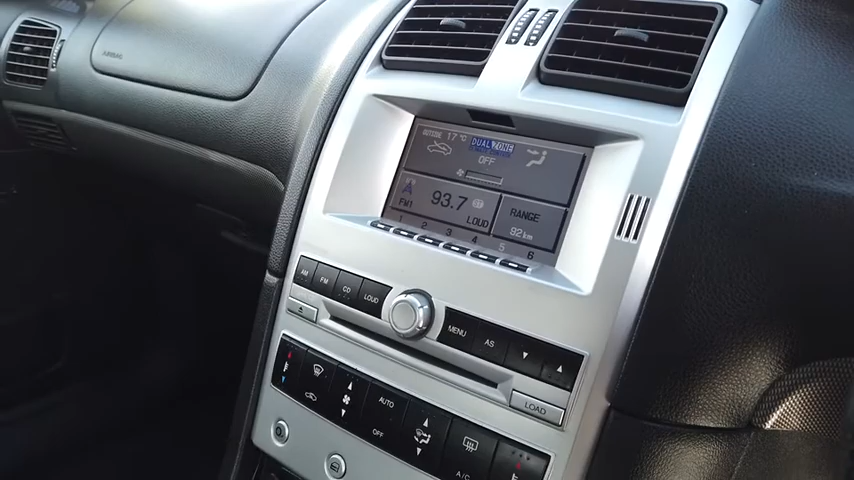 AIRBAG
OUTSIDE 17°C
DUAL ZONE
OFF
FM1 93.7 LOUD
RANGE
92 km
1 2 3 4 5 6
AM FM CD LOUD
MENU AS
LOAD
AUTO
OFF
A/C